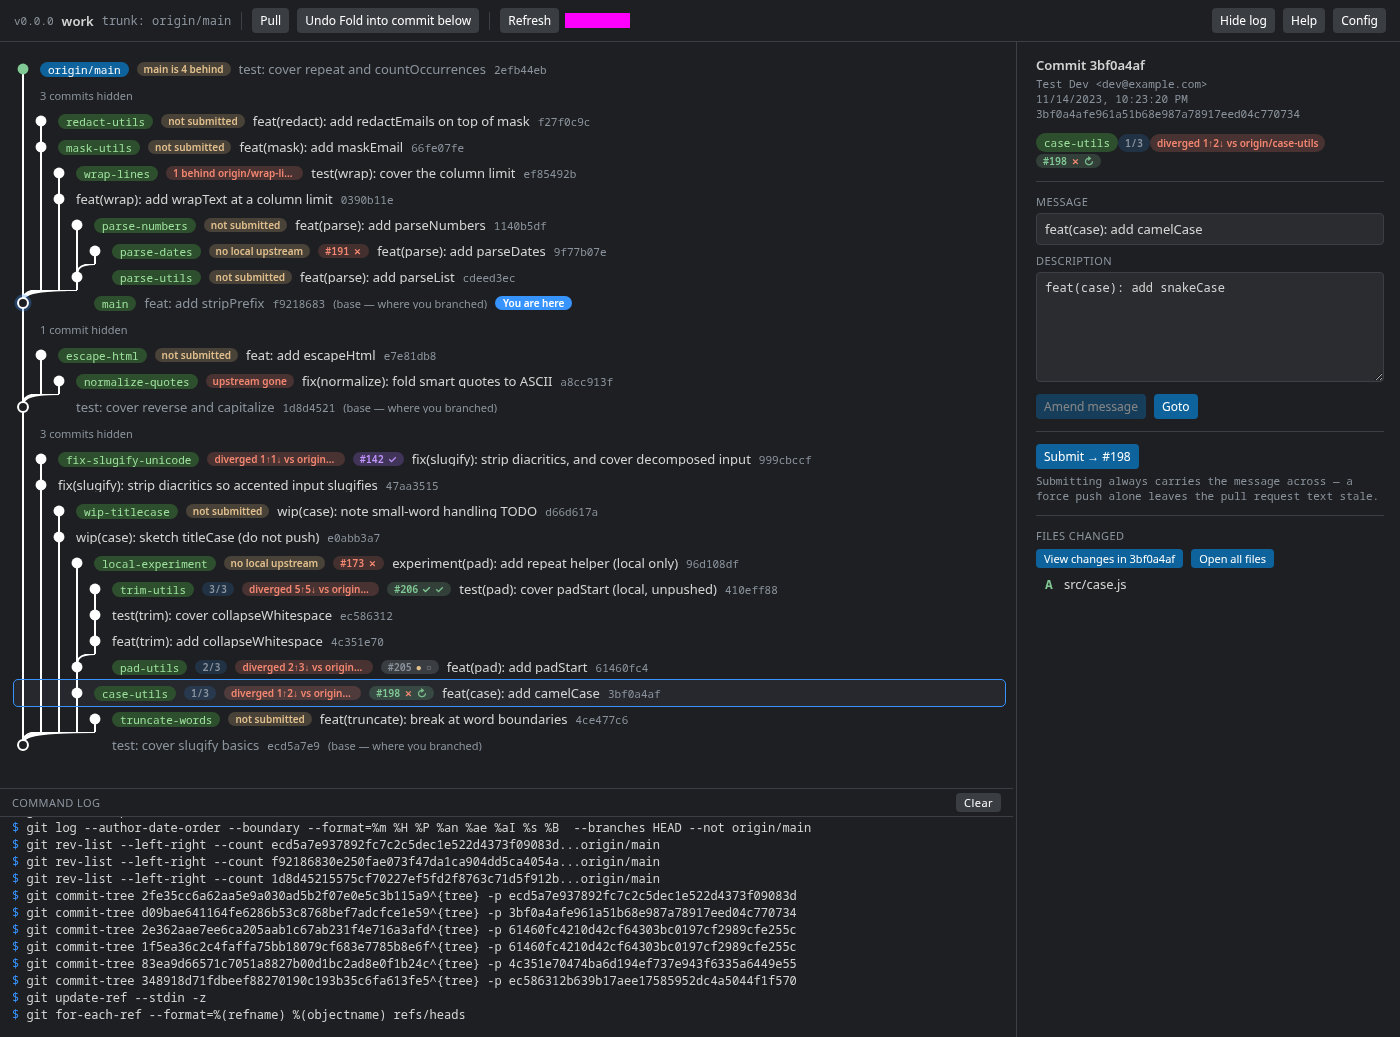 v0.0.0 work trunk: origin/main Pull Undo Fold into commit below Refresh Hide log Help Config
origin/main main is 4 behind test: cover repeat and countOccurrences 2efb44eb
3 commits hidden
redact-utils not submitted feat(redact): add redactEmails on top of mask f27f0c9c
mask-utils not submitted feat(mask): add maskEmail 66fe07fe
wrap-lines 1 behind origin/wrap-li... test(wrap): cover the column limit ef85492b
feat(wrap): add wrapText at a column limit 0390b11e
parse-numbers not submitted feat(parse): add parseNumbers 1140b5df
parse-dates no local upstream #191 × feat(parse): add parseDates 9f77b07e
parse-utils not submitted feat(parse): add parseList cdeed3ec
main feat: add stripPrefix f9218683 (base — where you branched) You are here
1 commit hidden
escape-html not submitted feat: add escapeHtml e7e81db8
normalize-quotes upstream gone fix(normalize): fold smart quotes to ASCII a8cc913f
test: cover reverse and capitalize 1d8d4521 (base — where you branched)
3 commits hidden
fix-slugify-unicode diverged 1↑1↓ vs origin... #142 ✓ fix(slugify): strip diacritics, and cover decomposed input 999cbccf
fix(slugify): strip diacritics so accented input slugifies 47aa3515
wip-titlecase not submitted wip(case): note small-word handling TODO d66d617a
wip(case): sketch titleCase (do not push) e0abb3a7
local-experiment no local upstream #173 × experiment(pad): add repeat helper (local only) 96d108df
trim-utils 3/3 diverged 5↑5↓ vs origin... #206 ✓ ✓ test(pad): cover padStart (local, unpushed) 410eff88
test(trim): cover collapseWhitespace ec586312
feat(trim): add collapseWhitespace 4c351e70
pad-utils 2/3 diverged 2↑3↓ vs origin... #205 ● ○ feat(pad): add padStart 61460fc4
case-utils 1/3 diverged 1↑2↓ vs origin... #198 × ↻ feat(case): add camelCase 3bf0a4af
truncate-words not submitted feat(truncate): break at word boundaries 4ce477c6
test: cover slugify basics ecd5a7e9 (base — where you branched)
COMMAND LOG Clear
$ git log --author-date-order --boundary --format=%m %H %P %an %ae %aI %s %B --branches HEAD --not origin/main
$ git rev-list --left-right --count ecd5a7e937892fc7c2c5dec1e522d4373f09083d...origin/main
$ git rev-list --left-right --count f92186830e250fae073f47da1ca904dd5ca4054a...origin/main
$ git rev-list --left-right --count 1d8d45215575cf70227ef5fd2f8763c71d5f912b...origin/main
$ git commit-tree 2fe35cc6a62aa5e9a030ad5b2f07e0e5c3b115a9^{tree} -p ecd5a7e937892fc7c2c5dec1e522d4373f09083d
$ git commit-tree d09bae641164fe6286b53c8768bef7adcfce1e59^{tree} -p 3bf0a4afe961a51b68e987a78917eed04c770734
$ git commit-tree 2e362aae7ee6ca205aab1c67ab231f4e716a3afd^{tree} -p 61460fc4210d42cf64303bc0197cf2989cfe255c
$ git commit-tree 1f5ea36c2c4faffa75bb18079cf683e7785b8e6f^{tree} -p 61460fc4210d42cf64303bc0197cf2989cfe255c
$ git commit-tree 83ea9d66571c7051a8827b00d1bc2ad8e0f1b24c^{tree} -p 4c351e70474ba6d194ef737e943f6335a6449e55
$ git commit-tree 348918d71fdbeef88270190c193b35c6fa613fe5^{tree} -p ec586312b639b17aee17585952dc4a5044f1f570
$ git update-ref --stdin -z
$ git for-each-ref --format=%(refname) %(objectname) refs/heads
Commit 3bf0a4af
Test Dev <dev@example.com>
11/14/2023, 10:23:20 PM
3bf0a4afe961a51b68e987a78917eed04c770734
case-utils 1/3 diverged 1↑2↓ vs origin/case-utils
#198 × ↻
MESSAGE
feat(case): add camelCase
DESCRIPTION
feat(case): add snakeCase
Amend message Goto
Submit → #198
Submitting always carries the message across — a
force push alone leaves the pull request text stale.
FILES CHANGED
View changes in 3bf0a4af Open all files
A src/case.js